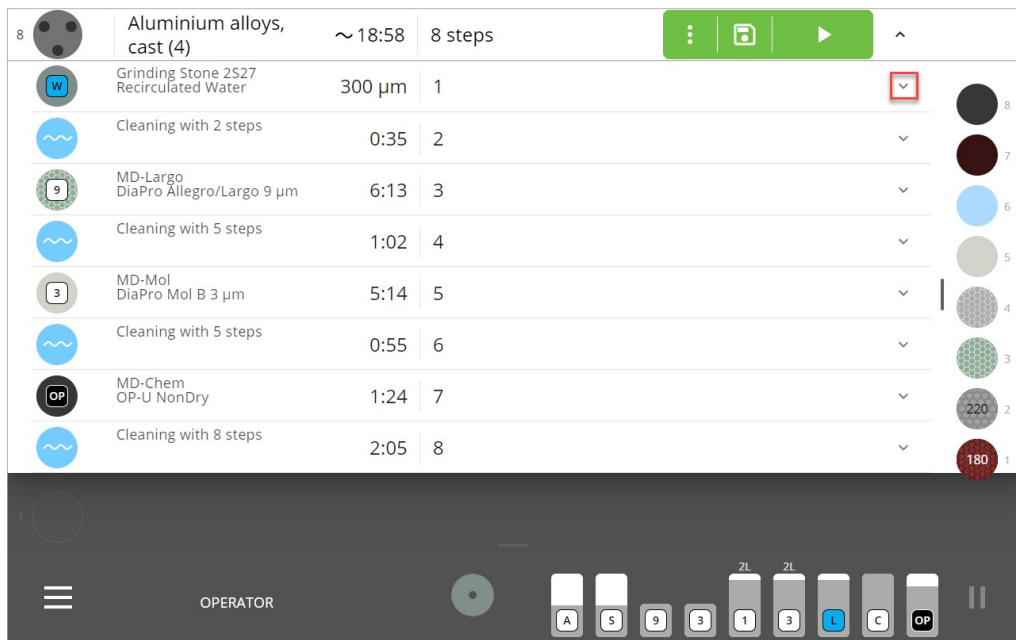 8 Aluminium alloys, cast (4) ~ 18:58 8 steps
W Grinding Stone 2S27
Recirculated Water 300 µm 1
Cleaning with 2 steps 0:35 2
9 MD-Largo
DiaPro Allegro/Largo 9 µm 6:13 3
Cleaning with 5 steps 1:02 4
3 MD-Mol
DiaPro Mol B 3 µm 5:14 5
Cleaning with 5 steps 0:55 6
OP MD-Chem
OP-U NonDry 1:24 7
Cleaning with 8 steps 2:05 8
8
7
6
5
4
3
220 2
180 1
1
2L 2L
OPERATOR A S 9 3 1 3 L C OP